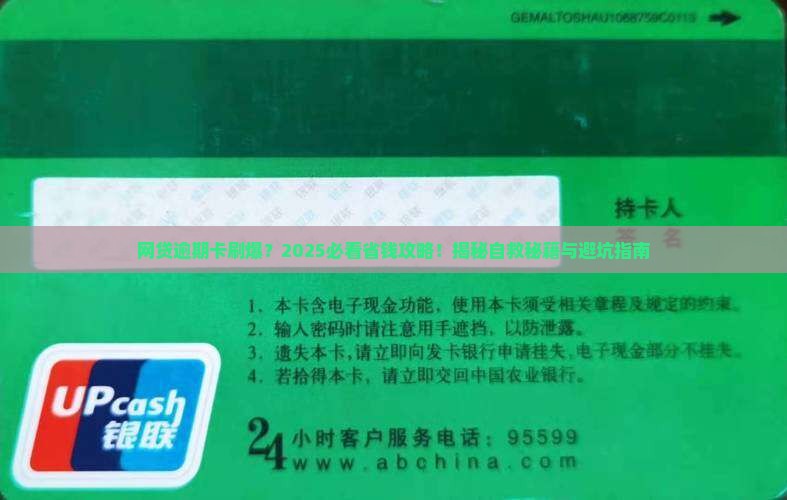 GEMALTOSHAU1068759C0119
持卡人
签 名
网贷逾期卡刷爆？2025必看省钱攻略！揭秘自救秘籍与避坑指南
1．本卡含电子现金功能，使用本卡须受相关章程及规定的约束。
2．输入密码时请注意用手遮挡，以防泄露。
3．遗失本卡,请立即向发卡银行申请挂失,电子现金部分不挂失。
4．若拾得本卡，请立即交回中国农业银行。
UPcash
银联
24小时客户服务电话：95599
www.abchina.com